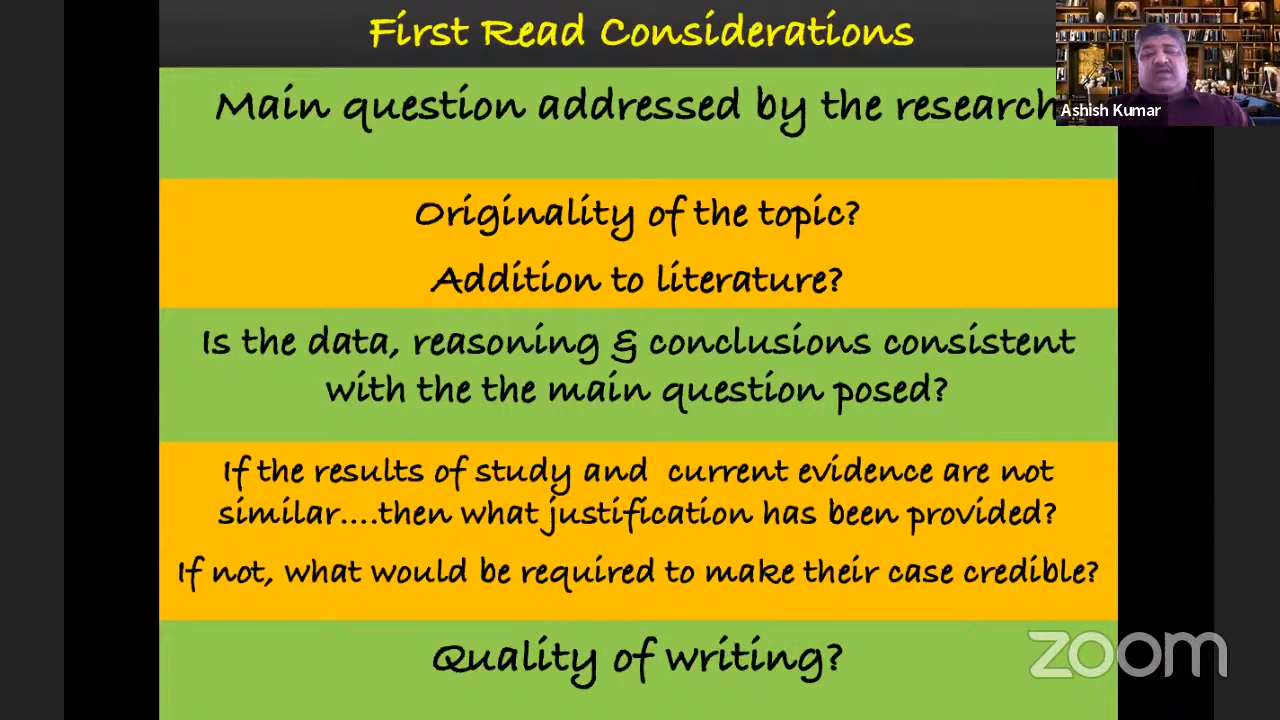 First Read Considerations
Main question addressed by the research
Ashish Kumar
Originality of the topic?
Addition to literature?
Is the data, reasoning & conclusions consistent
with the the main question posed?
If the results of study and current evidence are not
similar....then what justification has been provided?
If not, what would be required to make their case credible?
Quality of writing?
zoom